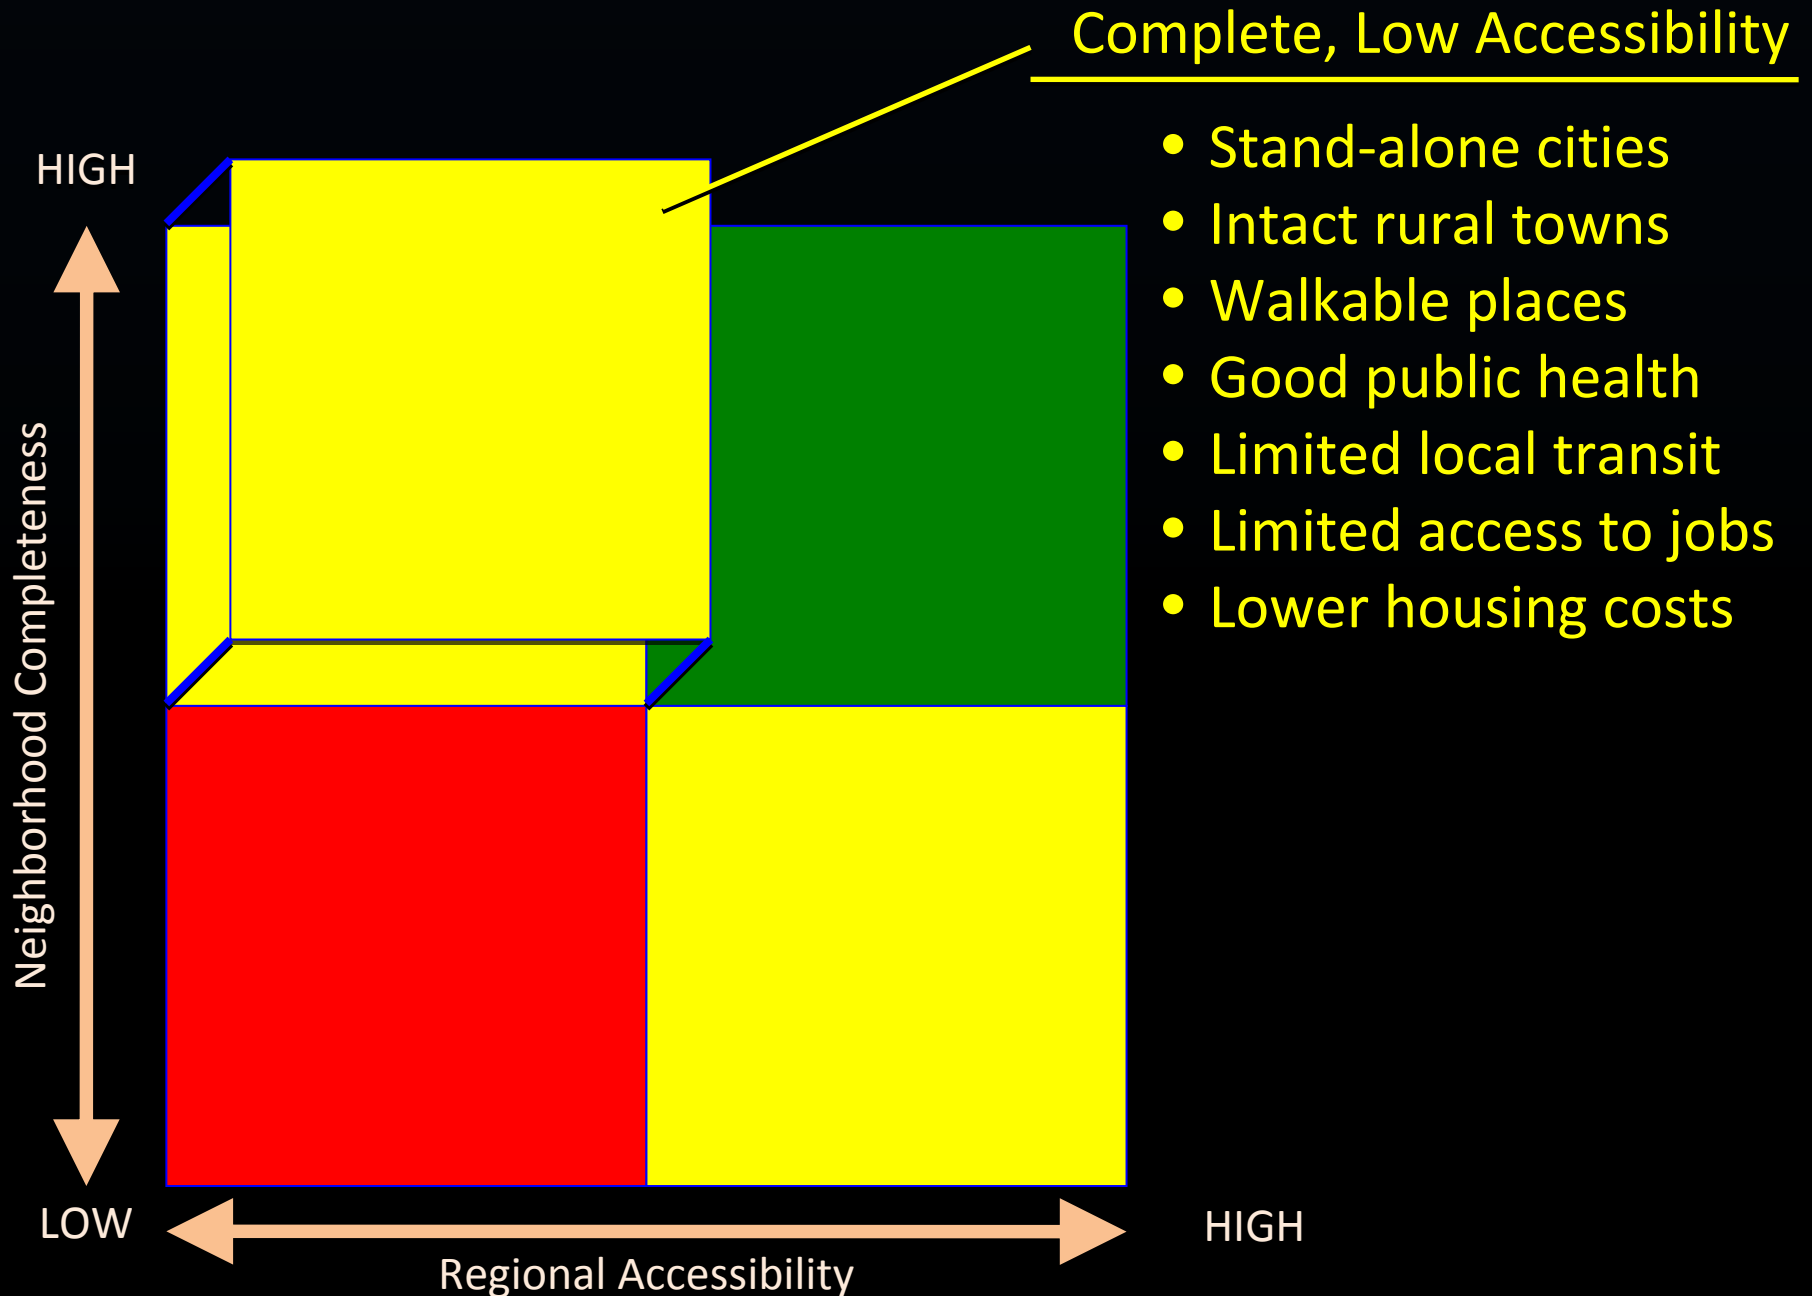 Complete, Low Accessibility
• Stand-alone cities
• Intact rural towns
• Walkable places
• Good public health
• Limited local transit
• Limited access to jobs
• Lower housing costs
HIGH
Neighborhood Completeness
LOW
Regional Accessibility
HIGH